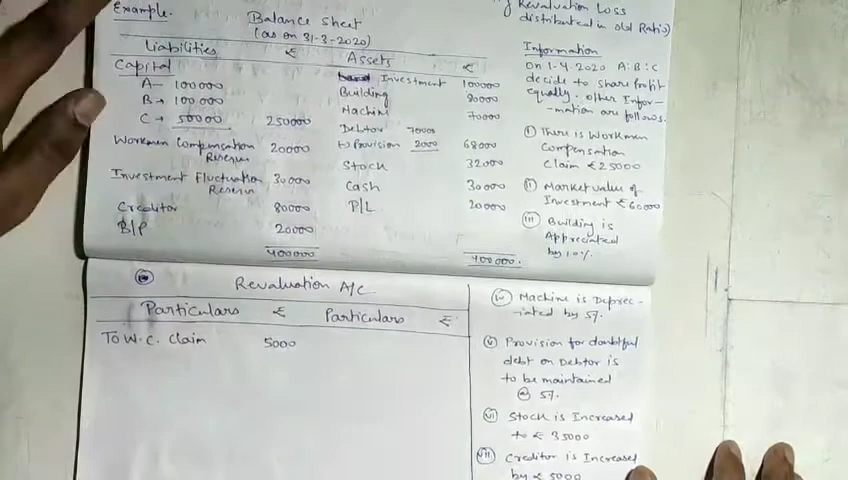 Revaluation Loss
distributed in old Ratio)
Example.
Balance Sheet
(as on 31-3-2020)
Liabilities ₹ Assets ₹
Capital
A- 100000
B→ 100000
C→ 50000 250000
Workmen Compensation Reserve 20000
Investment Fluctuation Reserve 30000
Creditor 80000
B/P 20000
400000
Investment 100000
Building 80000
Machine 70000
Debtor 70000
to Provision 2000 68000
Stock 32000
Cash 30000
P/L 20000
400000.
Information
On 1-4-2020 A:B:C
decide to share Profit
equally. other Infor-
-mation are follows.
(i) There is Workmen
Compensation
Claim ₹ 25000
(ii) Market value of
Investment ₹ 60000
(iii) Building is
Appreciated
by 10%.
(iv) Machine is Deprec-
-iated by 5%.
(v) Provision for doubtful
debt on Debtor is
to be maintained
@ 5%.
(vi) Stock is Increased
to ₹ 35000
(vii) Creditor is Increased
by ₹ 5000
Revaluation A/C
Particulars ₹ Particulars ₹
To W.C. Claim 5000